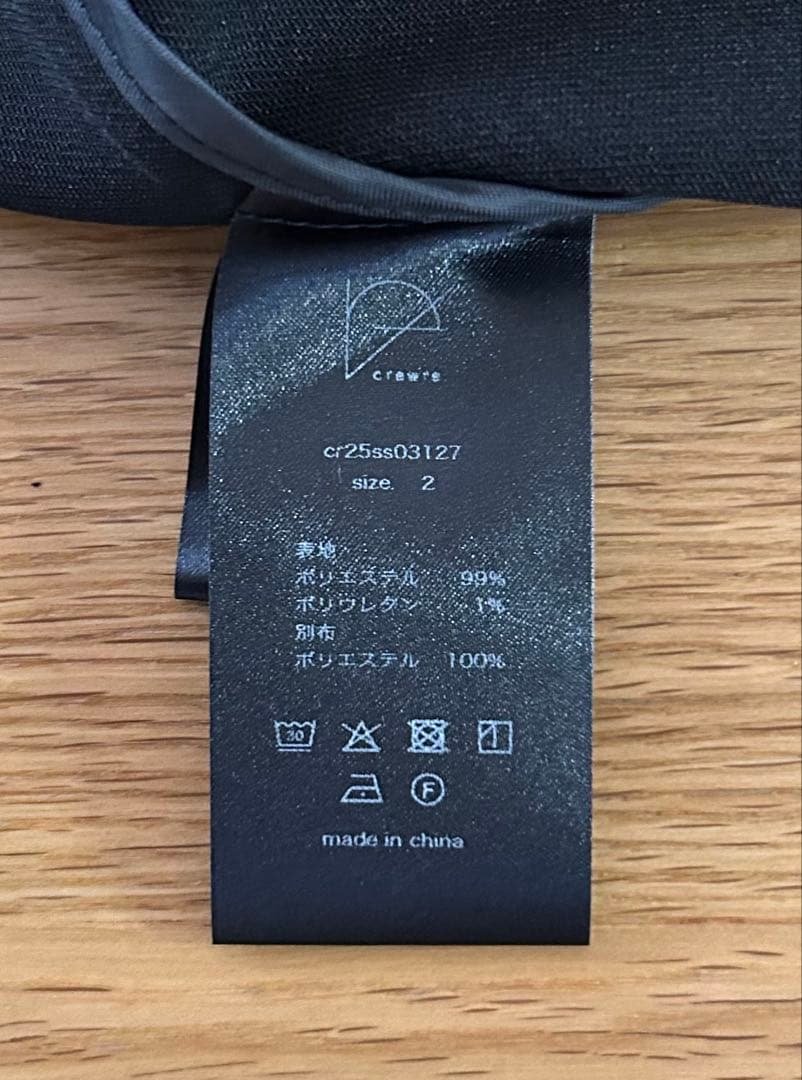 crewre
cr25ss03127
size. 2
表地
ポリエステル 99%
ポリウレタン 1%
別布
ポリエステル 100%
30
F
made in china